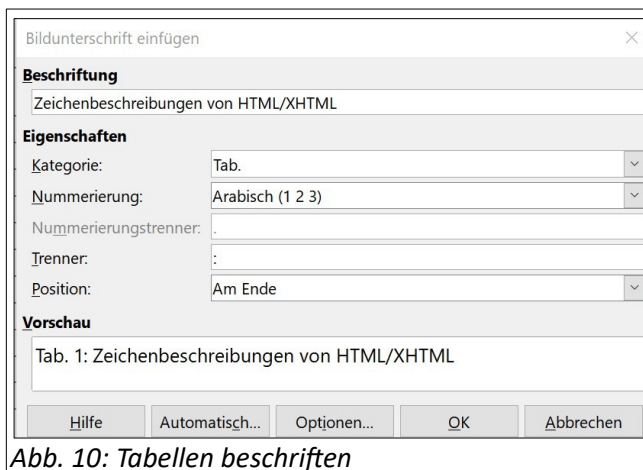 Bildunterschrift einfügen
Beschriftung
Zeichenbeschreibungen von HTML/XHTML
Eigenschaften
Kategorie: Tab.
Nummerierung: Arabisch (1 2 3)
Nummerierungstrenner: .
Trenner: :
Position: Am Ende
Vorschau
Tab. 1: Zeichenbeschreibungen von HTML/XHTML
Hilfe Automatisch... Optionen... OK Abbrechen
Abb. 10: Tabellen beschriften